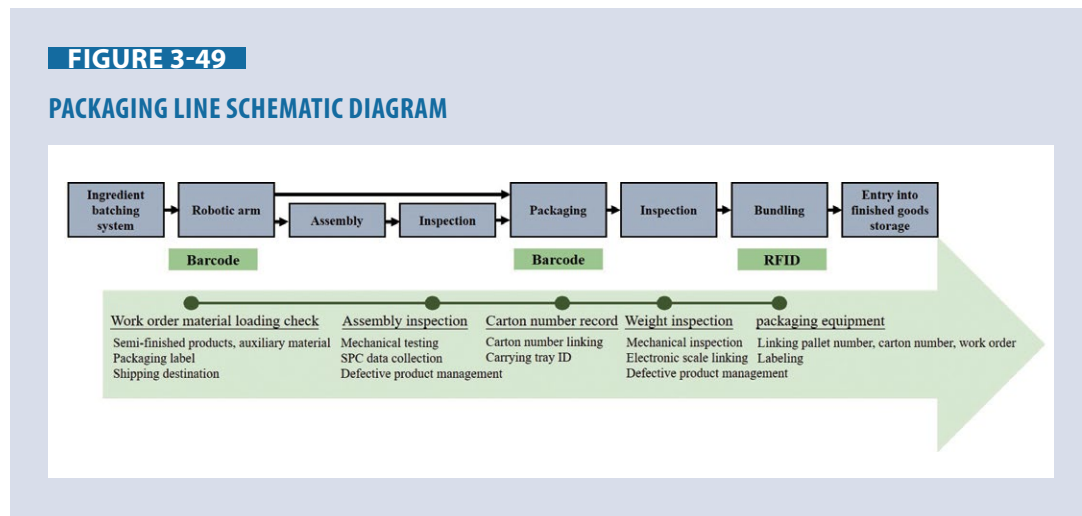 FIGURE 3-49
PACKAGING LINE SCHEMATIC DIAGRAM
Ingredient
batching
system
Robotic arm
Assembly
Inspection
Packaging
Inspection
Bundling
Entry into
finished goods
storage
Barcode
Barcode
RFID
Work order material loading check
Semi-finished products, auxiliary material
Packaging label
Shipping destination
Assembly inspection
Mechanical testing
SPC data collection
Defective product management
Carton number record
Carton number linking
Carrying tray ID
Weight inspection
Mechanical inspection
Electronic scale linking
Defective product management
packaging equipment
Linking pallet number, carton number, work order
Labeling